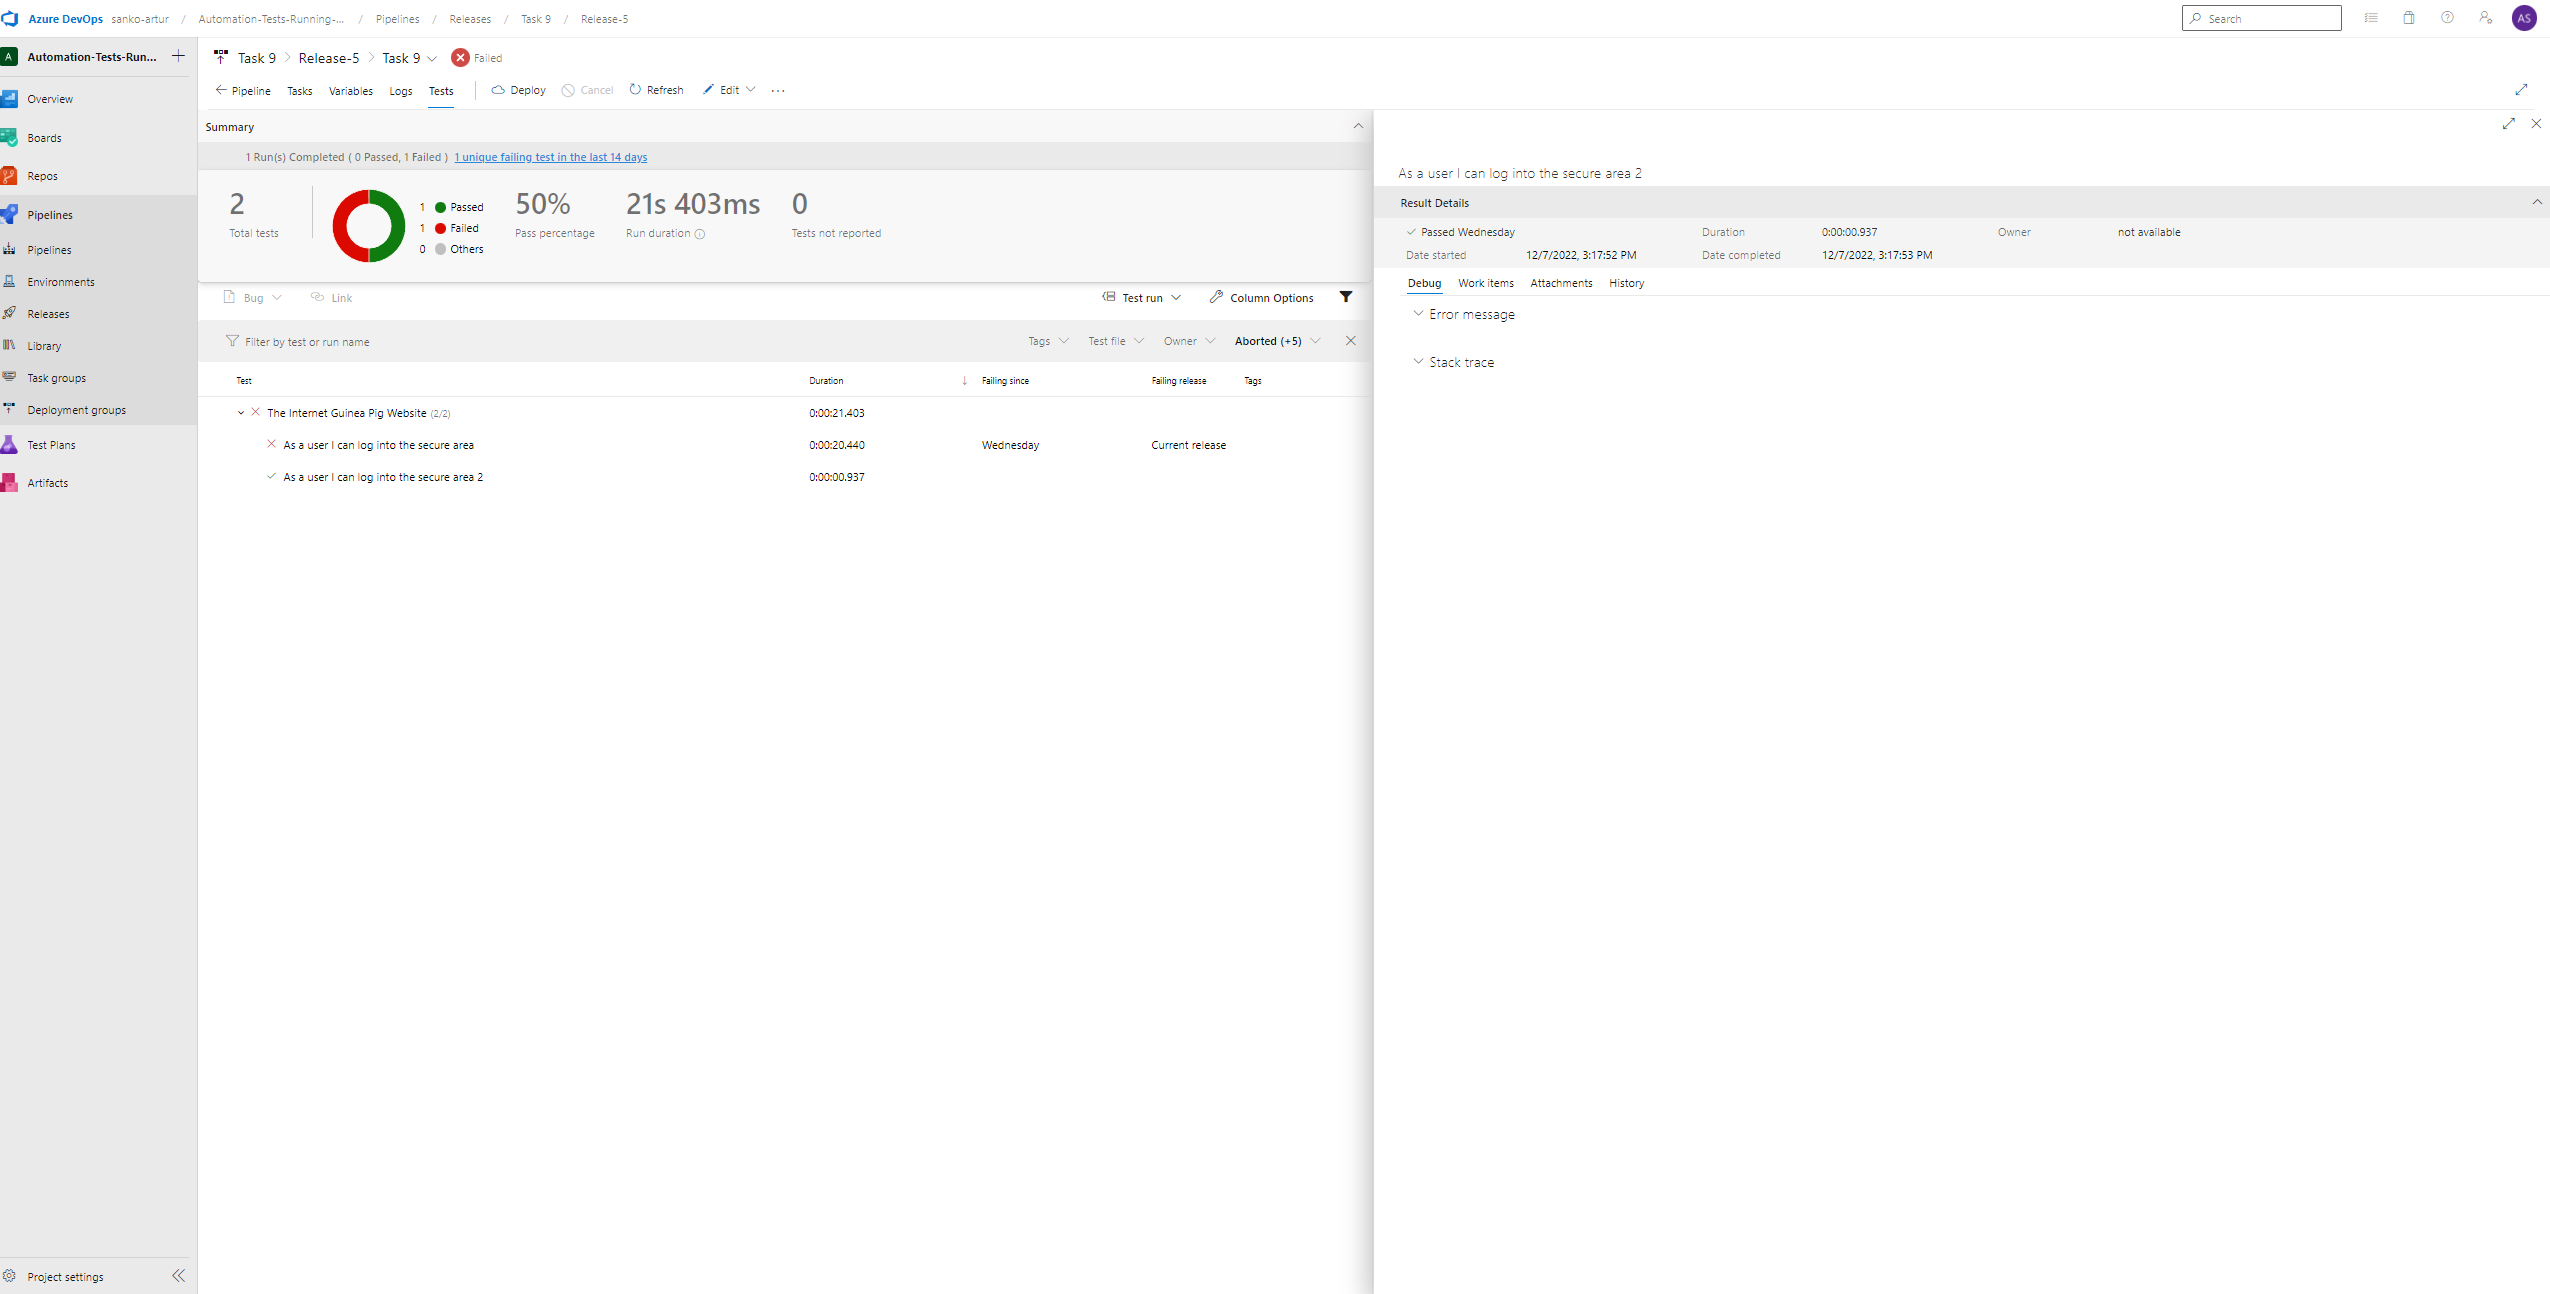 Azure DevOps sanko-artur / Automation-Tests-Running-... / Pipelines / Releases / Task 9 / Release-5
Search
AS
A Automation-Tests-Run...
Overview
Boards
Repos
Pipelines
Pipelines
Environments
Releases
Library
Task groups
Deployment groups
Test Plans
Artifacts
Project settings
Task 9 > Release-5 > Task 9 Failed
Pipeline Tasks Variables Logs Tests Deploy Cancel Refresh Edit ...
Summary
1 Run(s) Completed ( 0 Passed, 1 Failed ) 1 unique failing test in the last 14 days
2
Total tests
1 Passed
1 Failed
0 Others
50%
Pass percentage
21s 403ms
Run duration
0
Tests not reported
Bug Link Test run Column Options
Filter by test or run name Tags Test file Owner Aborted (+5)
Test Duration Failing since Failing release Tags
The Internet Guinea Pig Website (2/2) 0:00:21.403
As a user I can log into the secure area 0:00:20.440 Wednesday Current release
As a user I can log into the secure area 2 0:00:00.937
As a user I can log into the secure area 2
Result Details
Passed Wednesday Duration 0:00:00.937 Owner not available
Date started 12/7/2022, 3:17:52 PM Date completed 12/7/2022, 3:17:53 PM
Debug Work items Attachments History
Error message
Stack trace